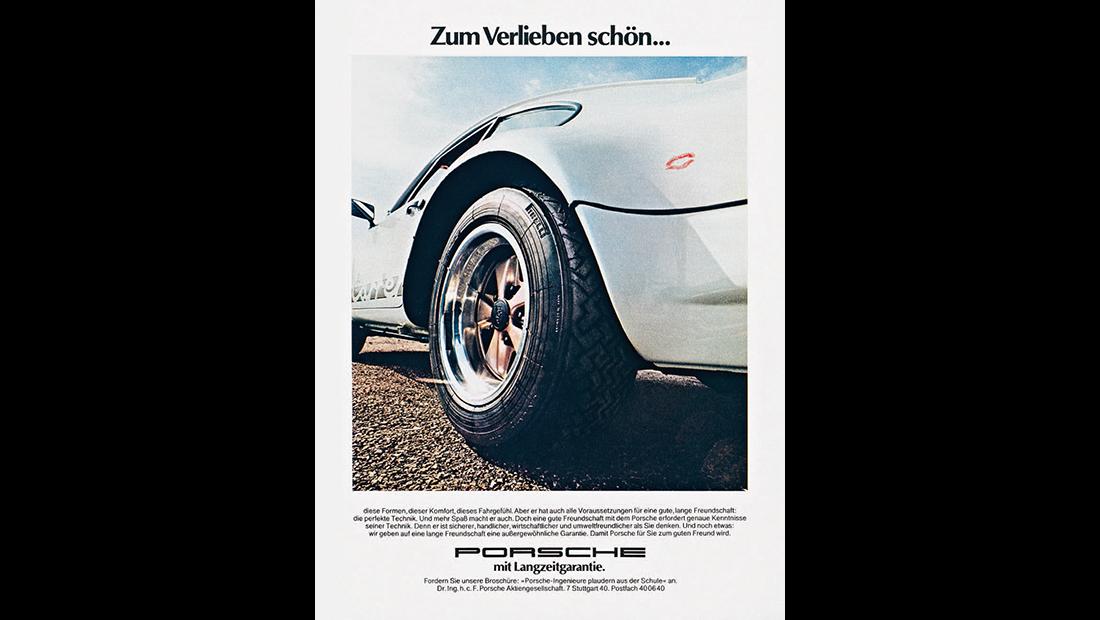 Zum Verlieben schön...
PIRELLI
diese Formen, dieser Komfort, dieses Fahrgefühl. Aber er hat auch alle Voraussetzungen für eine gute, lange Freundschaft:
die perfekte Technik. Und mehr Spaß macht er auch. Doch eine gute Freundschaft mit dem Porsche erfordert genaue Kenntnisse
seiner Technik. Denn er ist sicherer, handlicher, wirtschaftlicher und umweltfreundlicher als Sie denken. Und noch etwas:
wir geben auf eine lange Freundschaft eine außergewöhnliche Garantie. Damit Porsche für Sie zum guten Freund wird.
PORSCHE
mit Langzeitgarantie.
Fordern Sie unsere Broschüre: »Porsche-Ingenieure plaudern aus der Schule« an.
Dr. Ing. h. c. F. Porsche Aktiengesellschaft. 7 Stuttgart 40. Postfach 400640